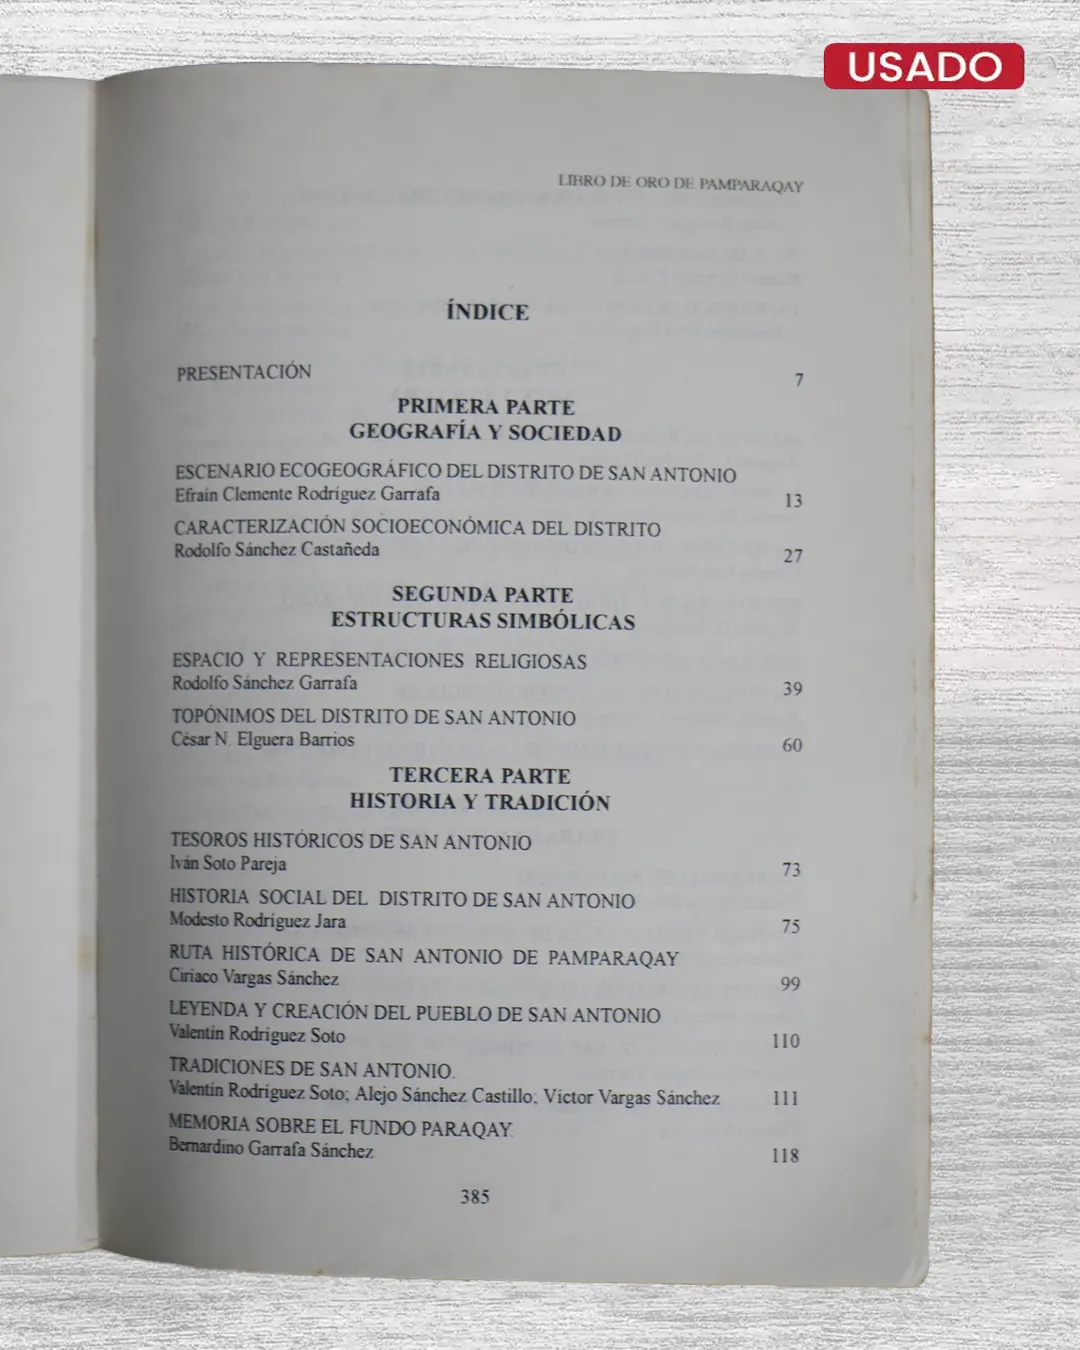 USADO
LIBRO DE ORO DE PAMPARAQAY
ÍNDICE
PRESENTACIÓN 7
PRIMERA PARTE
GEOGRAFÍA Y SOCIEDAD
ESCENARIO ECOGEOGRÁFICO DEL DISTRITO DE SAN ANTONIO
Efraín Clemente Rodríguez Garrafa 13
CARACTERIZACIÓN SOCIOECONÓMICA DEL DISTRITO
Rodolfo Sánchez Castañeda 27
SEGUNDA PARTE
ESTRUCTURAS SIMBÓLICAS
ESPACIO Y REPRESENTACIONES RELIGIOSAS
Rodolfo Sánchez Garrafa 39
TOPÓNIMOS DEL DISTRITO DE SAN ANTONIO
César N. Elguera Barrios 60
TERCERA PARTE
HISTORIA Y TRADICIÓN
TESOROS HISTÓRICOS DE SAN ANTONIO
Iván Soto Pareja 73
HISTORIA SOCIAL DEL DISTRITO DE SAN ANTONIO
Modesto Rodríguez Jara 75
RUTA HISTÓRICA DE SAN ANTONIO DE PAMPARAQAY
Ciríaco Vargas Sánchez 99
LEYENDA Y CREACIÓN DEL PUEBLO DE SAN ANTONIO
Valentín Rodríguez Soto 110
TRADICIONES DE SAN ANTONIO.
Valentín Rodríguez Soto; Alejo Sánchez Castillo; Víctor Vargas Sánchez 111
MEMORIA SOBRE EL FUNDO PARAQAY.
Bernardino Garrafa Sánchez 118
385